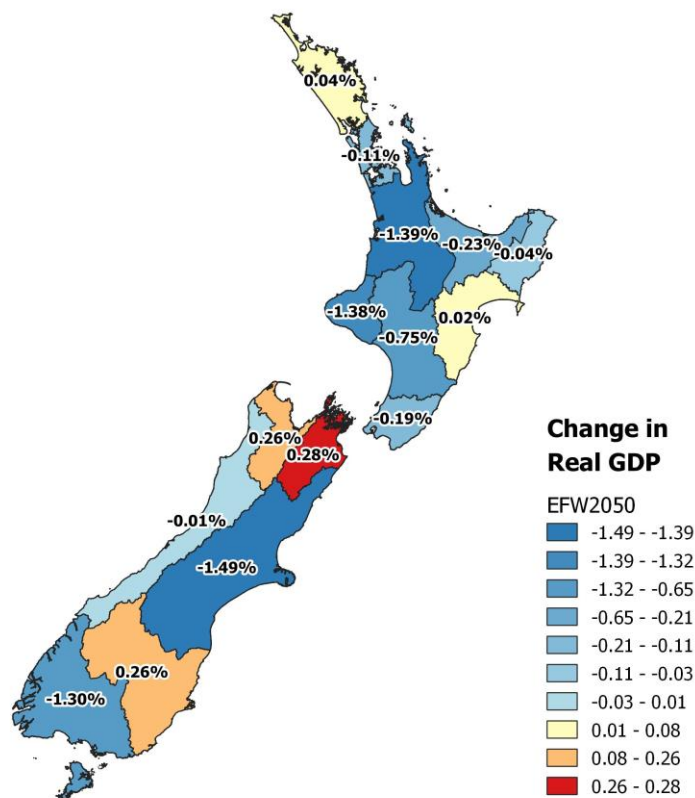 0.04%
-0.11%
-1.39%
-0.23%
-0.04%
-1.38%
-0.75%
0.02%
-0.19%
0.26%
0.28%
-0.01%
-1.49%
0.26%
-1.30%
Change in
Real GDP
EFW2050
-1.49 - -1.39
-1.39 - -1.32
-1.32 - -0.65
-0.65 - -0.21
-0.21 - -0.11
-0.11 - -0.03
-0.03 - 0.01
0.01 - 0.08
0.08 - 0.26
0.26 - 0.28